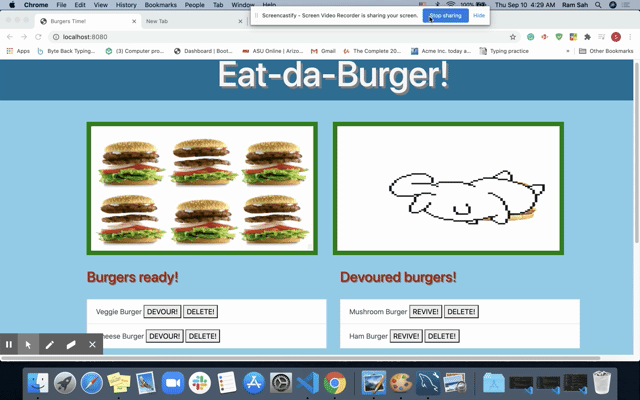 Chrome File Edit View History Bookmarks People Tab Window Help 100% Thu Sep 10 4:29 AM Ram Sah
Burgers Time! New Tab
Screencastify - Screen Video Recorder is sharing your screen. Stop sharing Hide
localhost:8080
Apps Byte Back Typing... (3) Computer pro... Dashboard | Boot... ASU Online | Arizo... Gmail The Complete 20... Acme inc. today a... Typing practice Other Bookmarks
Eat-da-Burger!
Burgers ready! Devoured burgers!
Veggie Burger DEVOUR! DELETE! Mushroom Burger REVIVE! DELETE!
eese Burger DEVOUR! DELETE! Ham Burger REVIVE! DELETE!